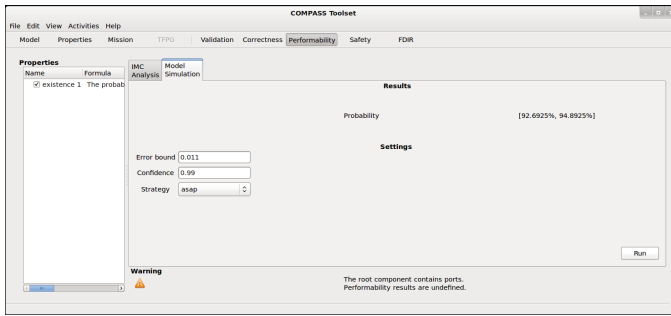 COMPASS Toolset
File Edit View Activities Help
Model Properties Mission TFPG Validation Correctness Performability Safety FDIR
Properties
Name Formula
existence 1 The probab
IMC Analysis
Model Simulation
Results
Probability [92.6925%, 94.8925%]
Settings
Error bound 0.011
Confidence 0.99
Strategy asap
Run
Warning
The root component contains ports.
Performability results are undefined.